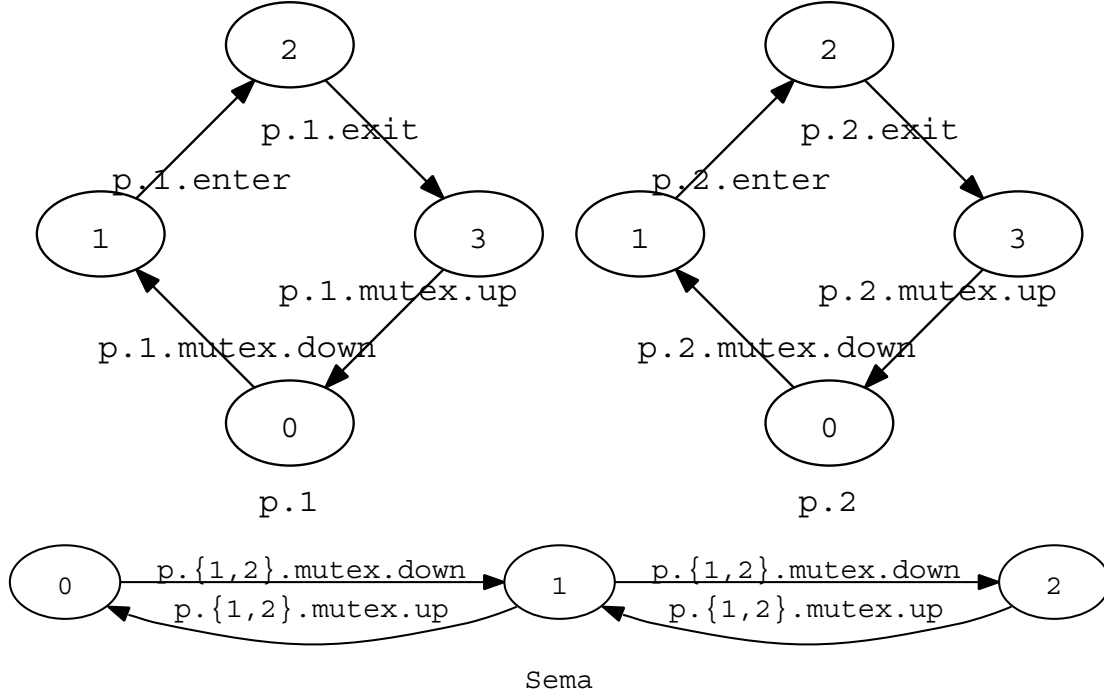 2 2
p.1.exit p.2.exit
p.1.enter p.2.enter
1 3 1 3
p.1.mutex.up p.2.mutex.up
p.1.mutex.down p.2.mutex.down
0 0
p.1 p.2
p.{1,2}.mutex.down p.{1,2}.mutex.down
0 1 2
p.{1,2}.mutex.up p.{1,2}.mutex.up
Sema